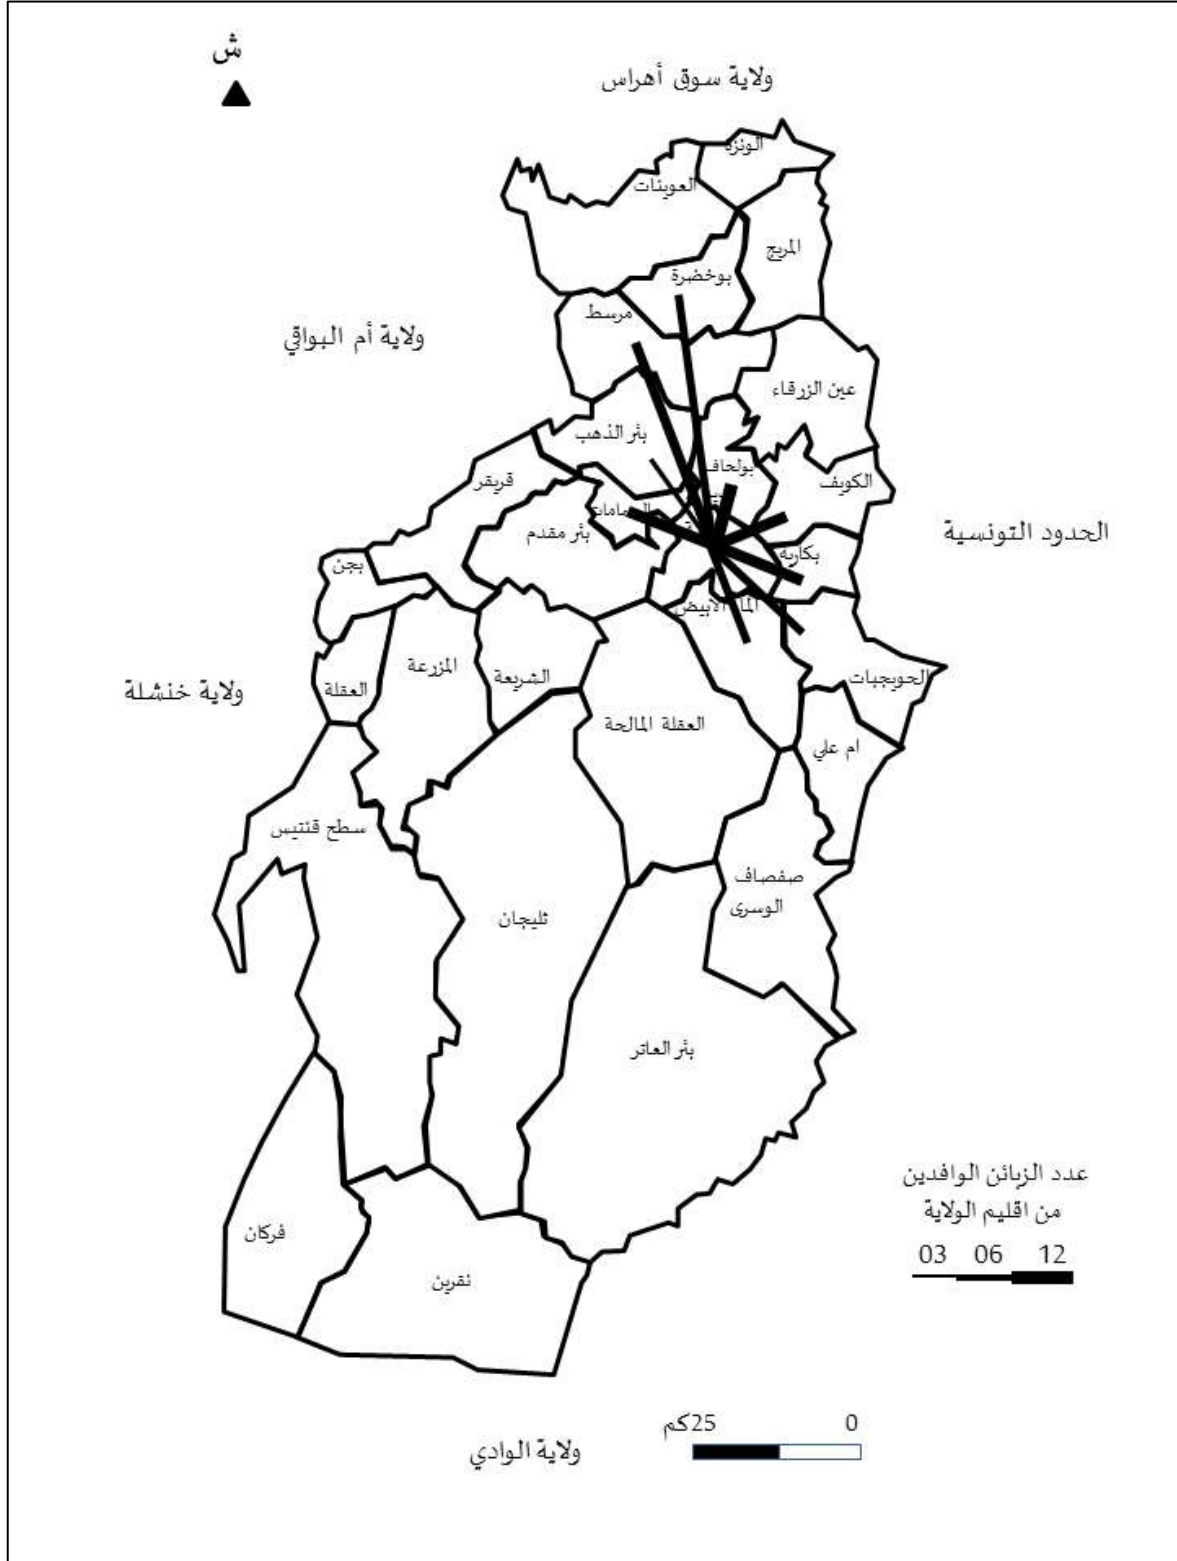 ش
ولاية سوق أهراس
الونزة
العوينات
المريج
بوخضرة
مرسط
ولاية أم البواقي
عين الزرقاء
بئر الذهب
بولحاف
الكويف
قريقر
بئر مقدم
الحدود التونسية
بكارية
بجن
الماء الأبيض
المزرعة
الشريعة
الحويجبات
ولاية خنشلة
العقلة
العقلة المالحة
ام علي
سطح قنتيس
صفصاف
الوسرى
ثليجان
بئر العاتر
عدد الزبائن الوافدين
من اقليم الولاية
03 06 12
فركان
نقرين
25كم 0
ولاية الوادي